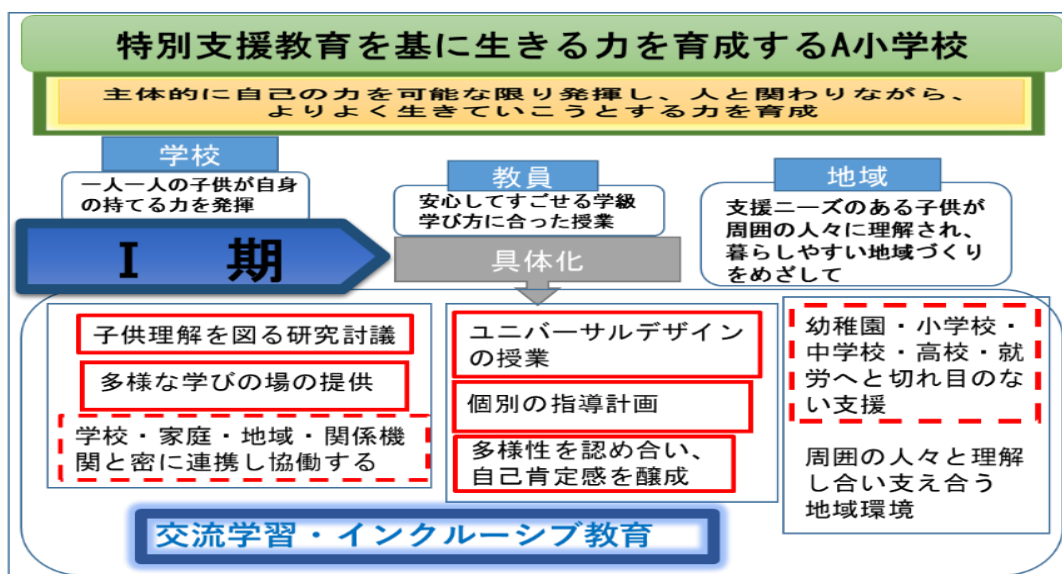 特別支援教育を基に生きる力を育成するA小学校
主体的に自己の力を可能な限り発揮し、人と関わりながら、
よりよく生きていこうとする力を育成
学校
一人一人の子供が自身
の持てる力を発揮
教員
安心してすごせる学級
学び方に合った授業
地域
支援ニーズのある子供が
周囲の人々に理解され、
暮らしやすい地域づくり
をめざして
Ⅰ 期
具体化
子供理解を図る研究討議
多様な学びの場の提供
学校・家庭・地域・関係機
関と密に連携し協働する
ユニバーサルデザイン
の授業
個別の指導計画
多様性を認め合い、
自己肯定感を醸成
幼稚園・小学校・
中学校・高校・就
労へと切れ目のな
い支援
周囲の人々と理解
し合い支え合う
地域環境
交流学習・インクルーシブ教育